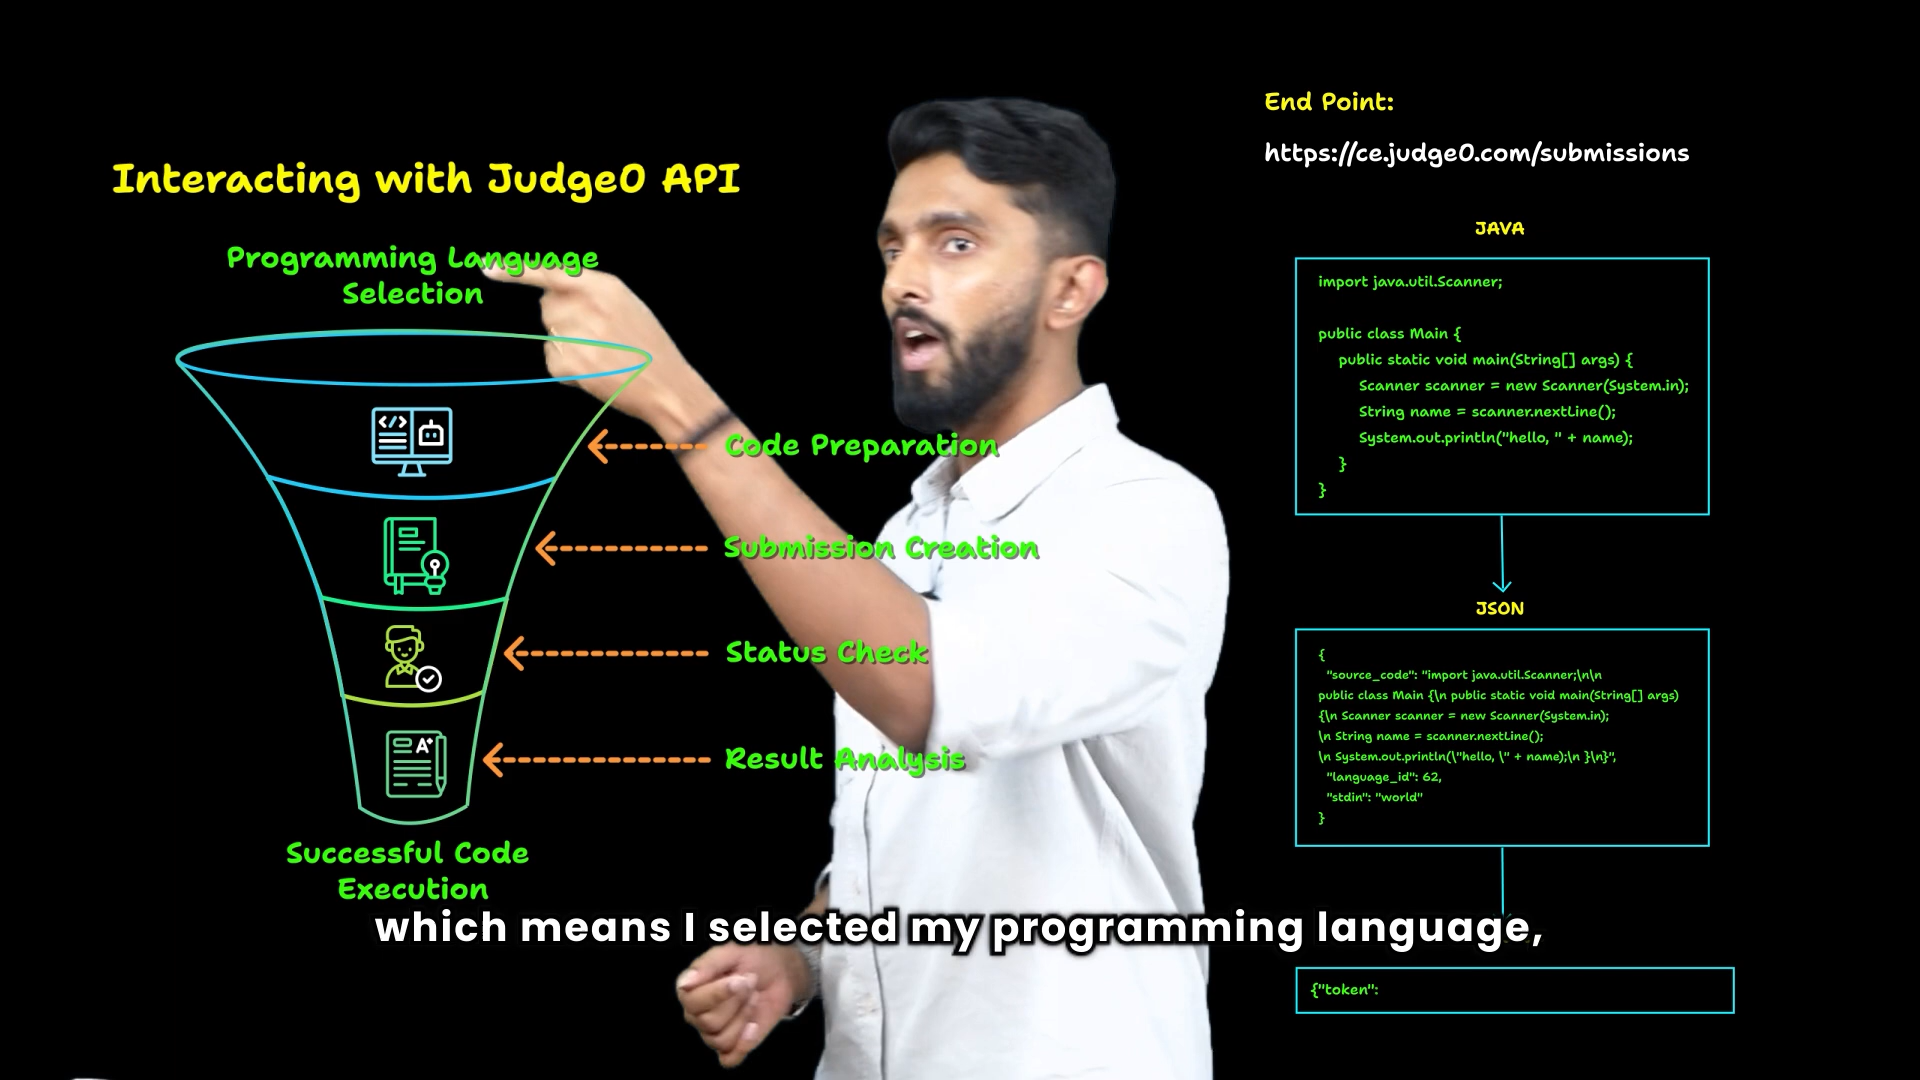 Interacting with Judge0 API
Programming Language
Selection
Code Preparation
Submission Creation
Status Check
A+
Result Analysis
Successful Code
Execution
End Point:
https://ce.judge0.com/submissions
JAVA
import java.util.Scanner;
public class Main {
public static void main(String[] args) {
Scanner scanner = new Scanner(System.in);
String name = scanner.nextLine();
System.out.println("hello, " + name);
}
}
JSON
{
"source_code": "import java.util.Scanner;\n\n
public class Main {\n public static void main(String[] args)
{\n Scanner scanner = new Scanner(System.in);
\n String name = scanner.nextLine();
\n System.out.println(\"hello, \" + name);\n }\n}",
"language_id": 62,
"stdin": "world"
}
{"token":
which means I selected my programming language,